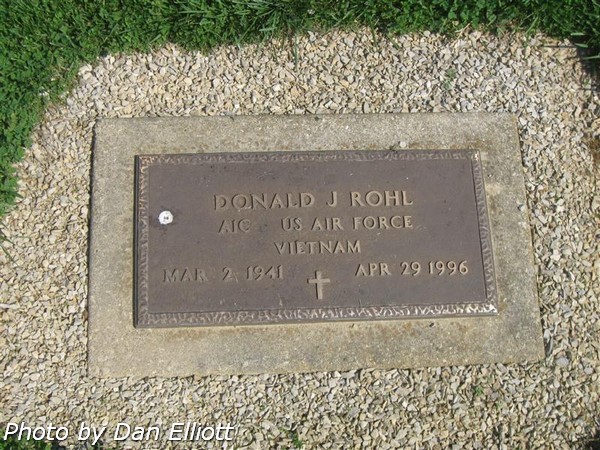 DONALD J ROHL
A1C US AIR FORCE
VIETNAM
MAR 2 1941 APR 29 1996
Photo by Dan Elliott